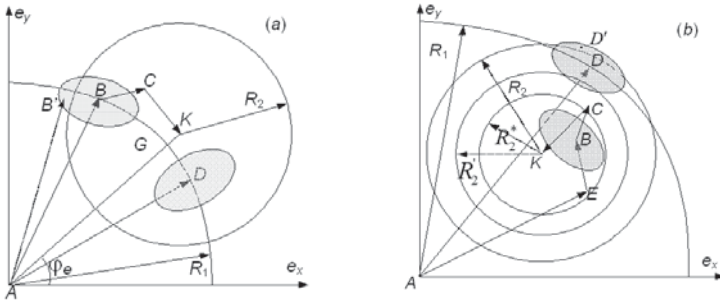 e_y
(a)
C
B
B'
K
R_2
G
D
φ_e
R_1
A
e_x
e_y
(b)
D'
R_1
D
R_2
C
R_2^*
B
K
R_2'
E
e_x
A